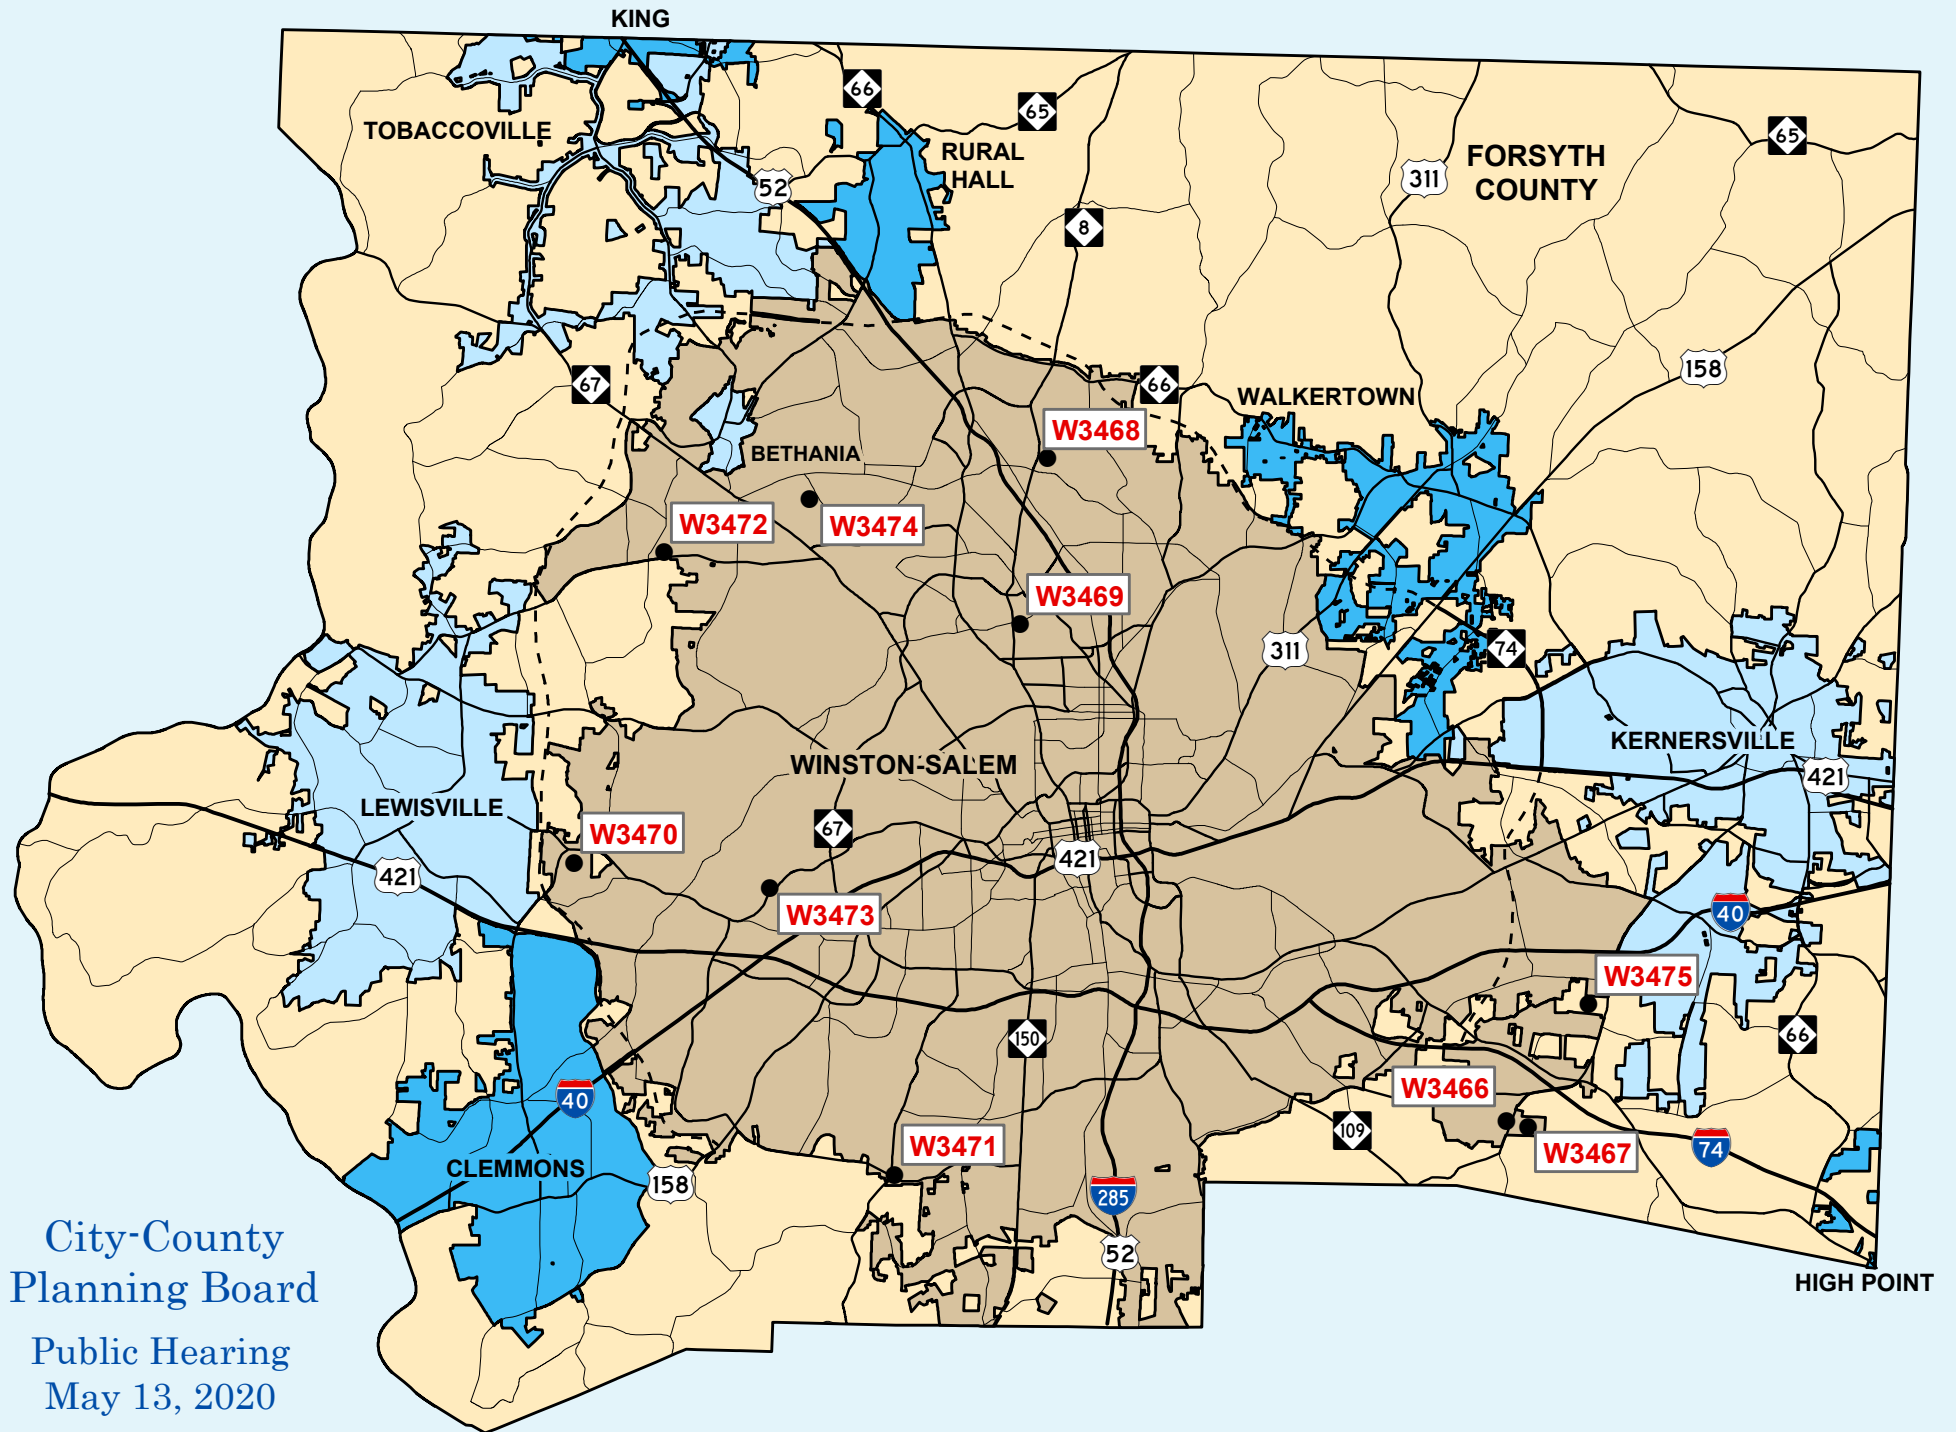 KING
66
65
TOBACCOVILLE
RURAL
HALL
65
FORSYTH
COUNTY
52
311
8
158
67
66
WALKERTOWN
W3468
BETHANIA
W3472
W3474
W3469
311
74
KERNERSVILLE
WINSTON-SALEM
421
LEWISVILLE
W3470
67
421
421
W3473
40
W3475
150
66
W3466
40
109
W3471
W3467
74
CLEMMONS
158
285
52
City-County
Planning Board
HIGH POINT
Public Hearing
May 13, 2020